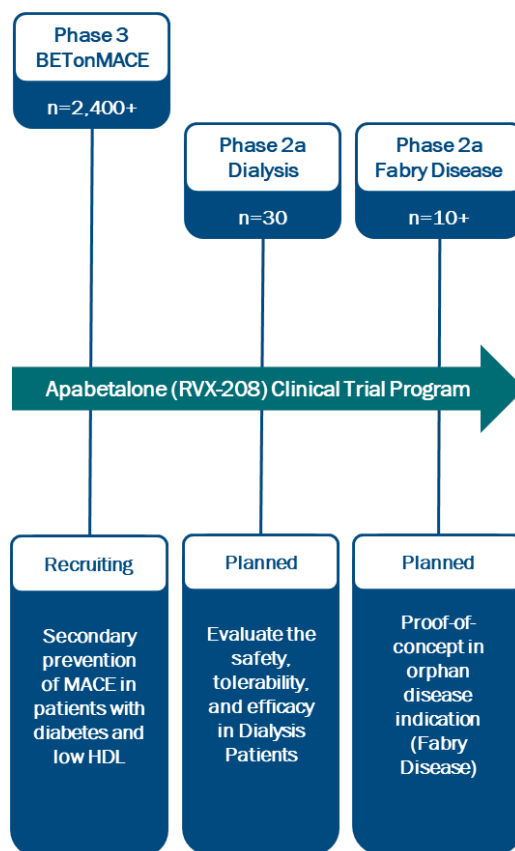 Phase 3
BETonMACE
n=2,400+
Phase 2a
Dialysis
n=30
Phase 2a
Fabry Disease
n=10+
Apabetalone (RVX-208) Clinical Trial Program
Recruiting
Secondary
prevention
of MACE in
patients with
diabetes and
low HDL
Planned
Evaluate the
safety,
tolerability,
and efficacy
in Dialysis
Patients
Planned
Proof-of-
concept in
orphan
disease
indication
(Fabry
Disease)